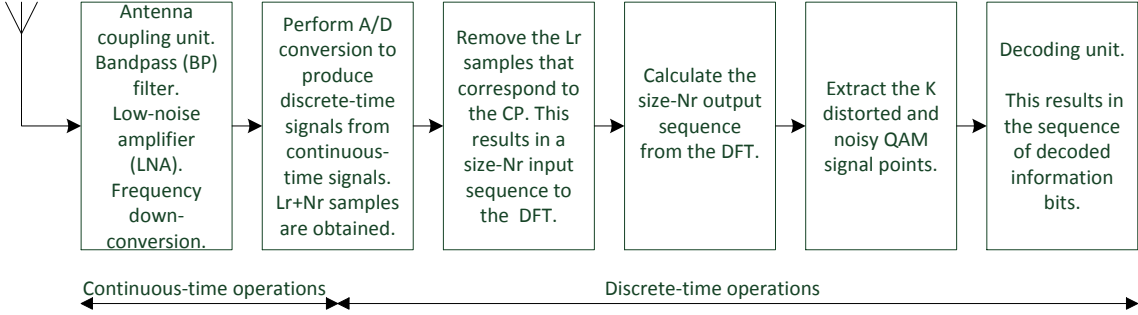 Antenna
coupling unit.
Bandpass (BP)
filter.
Low-noise
amplifier
(LNA).
Frequency
down-
conversion.
Perform A/D
conversion to
produce
discrete-time
signals from
continuous-
time signals.
Lr+Nr samples
are obtained.
Remove the Lr
samples that
correspond to
the CP. This
results in a
size-Nr input
sequence to
the DFT.
Calculate the
size-Nr output
sequence
from the DFT.
Extract the K
distorted and
noisy QAM
signal points.
Decoding unit.
This results in
the sequence
of decoded
information
bits.
Continuous-time operations
Discrete-time operations